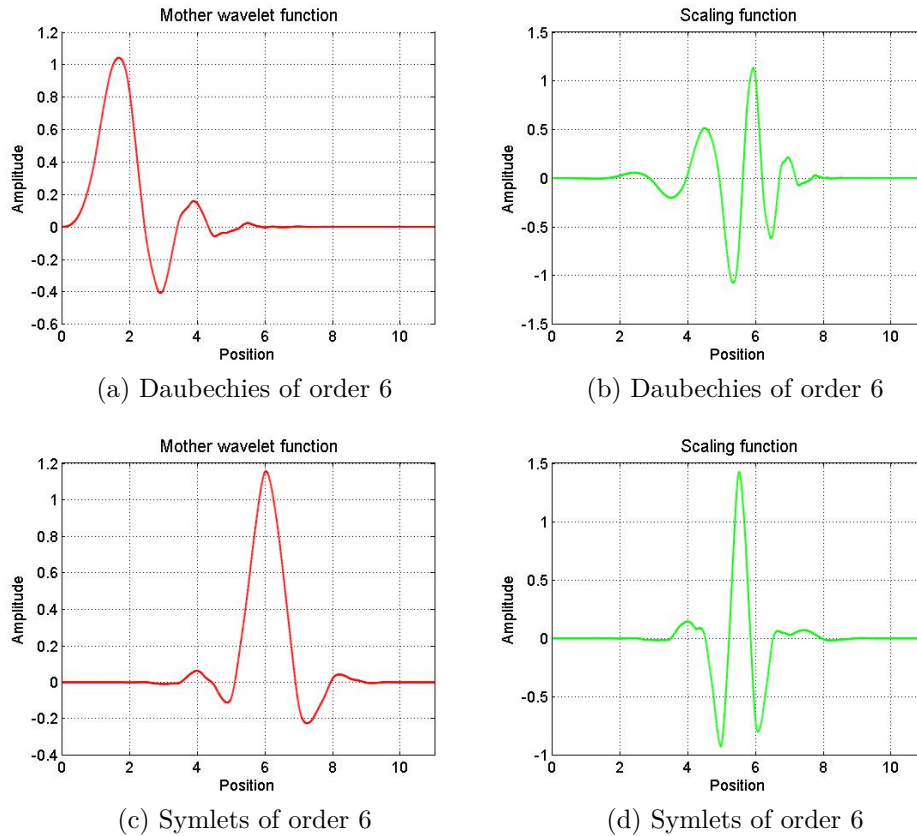 Mother wavelet function
1.2
1
0.8
0.6
0.4
0.2
0
-0.2
-0.4
-0.6
Amplitude
0 2 4 6 8 10
Position
(a) Daubechies of order 6
Scaling function
1.5
1
0.5
0
-0.5
-1
-1.5
Amplitude
0 2 4 6 8 10
Position
(b) Daubechies of order 6
Mother wavelet function
1.2
1
0.8
0.6
0.4
0.2
0
-0.2
-0.4
Amplitude
0 2 4 6 8 10
Position
(c) Symlets of order 6
Scaling function
1.5
1
0.5
0
-0.5
-1
Amplitude
0 2 4 6 8 10
Position
(d) Symlets of order 6